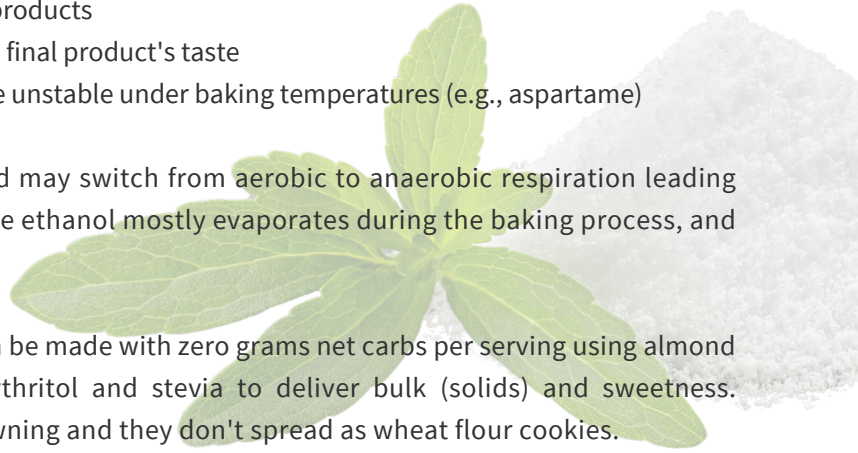 products
final product's taste
unstable under baking temperatures (e.g., aspartame)
may switch from aerobic to anaerobic respiration leading
ethanol mostly evaporates during the baking process, and
be made with zero grams net carbs per serving using almond
and stevia to deliver bulk (solids) and sweetness.
and they don't spread as wheat flour cookies.